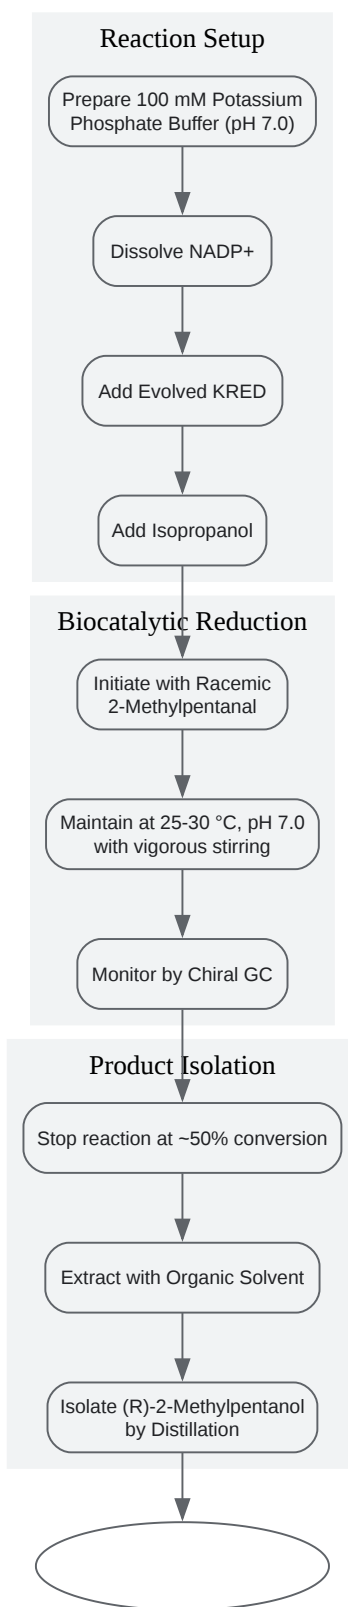 Reaction Setup
Prepare 100 mM Potassium
Phosphate Buffer (pH 7.0)
Dissolve NADP+
Add Evolved KRED
Add Isopropanol
Biocatalytic Reduction
Initiate with Racemic
2-Methylpentanal
Maintain at 25-30 °C, pH 7.0
with vigorous stirring
Monitor by Chiral GC
Product Isolation
Stop reaction at ~50% conversion
Extract with Organic Solvent
Isolate (R)-2-Methylpentanol
by Distillation